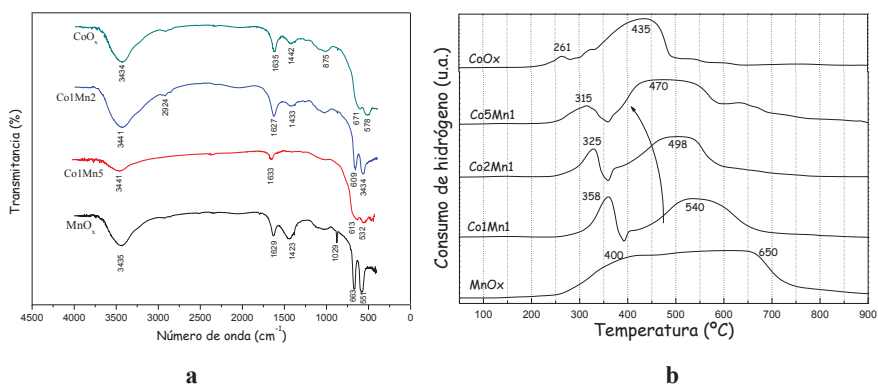 a
CoOx
3434
1635
1442
875
671
578
Co1Mn2
3441
2924
1627
1433
609
3434
Co1Mn5
3441
1633
613
532
MnOx
3435
1629
1423
1029
663
551
Transmitancia (%)
4500 4000 3500 3000 2500 2000 1500 1000 500 0
Número de onda (cm⁻¹)
a
b
CoOx
261
435
Co5Mn1
315
470
Co2Mn1
325
498
Co1Mn1
358
540
MnOx
400
650
Consumo de hidrógeno (u.a.)
100 200 300 400 500 600 700 800 900
Temperatura (ºC)
b